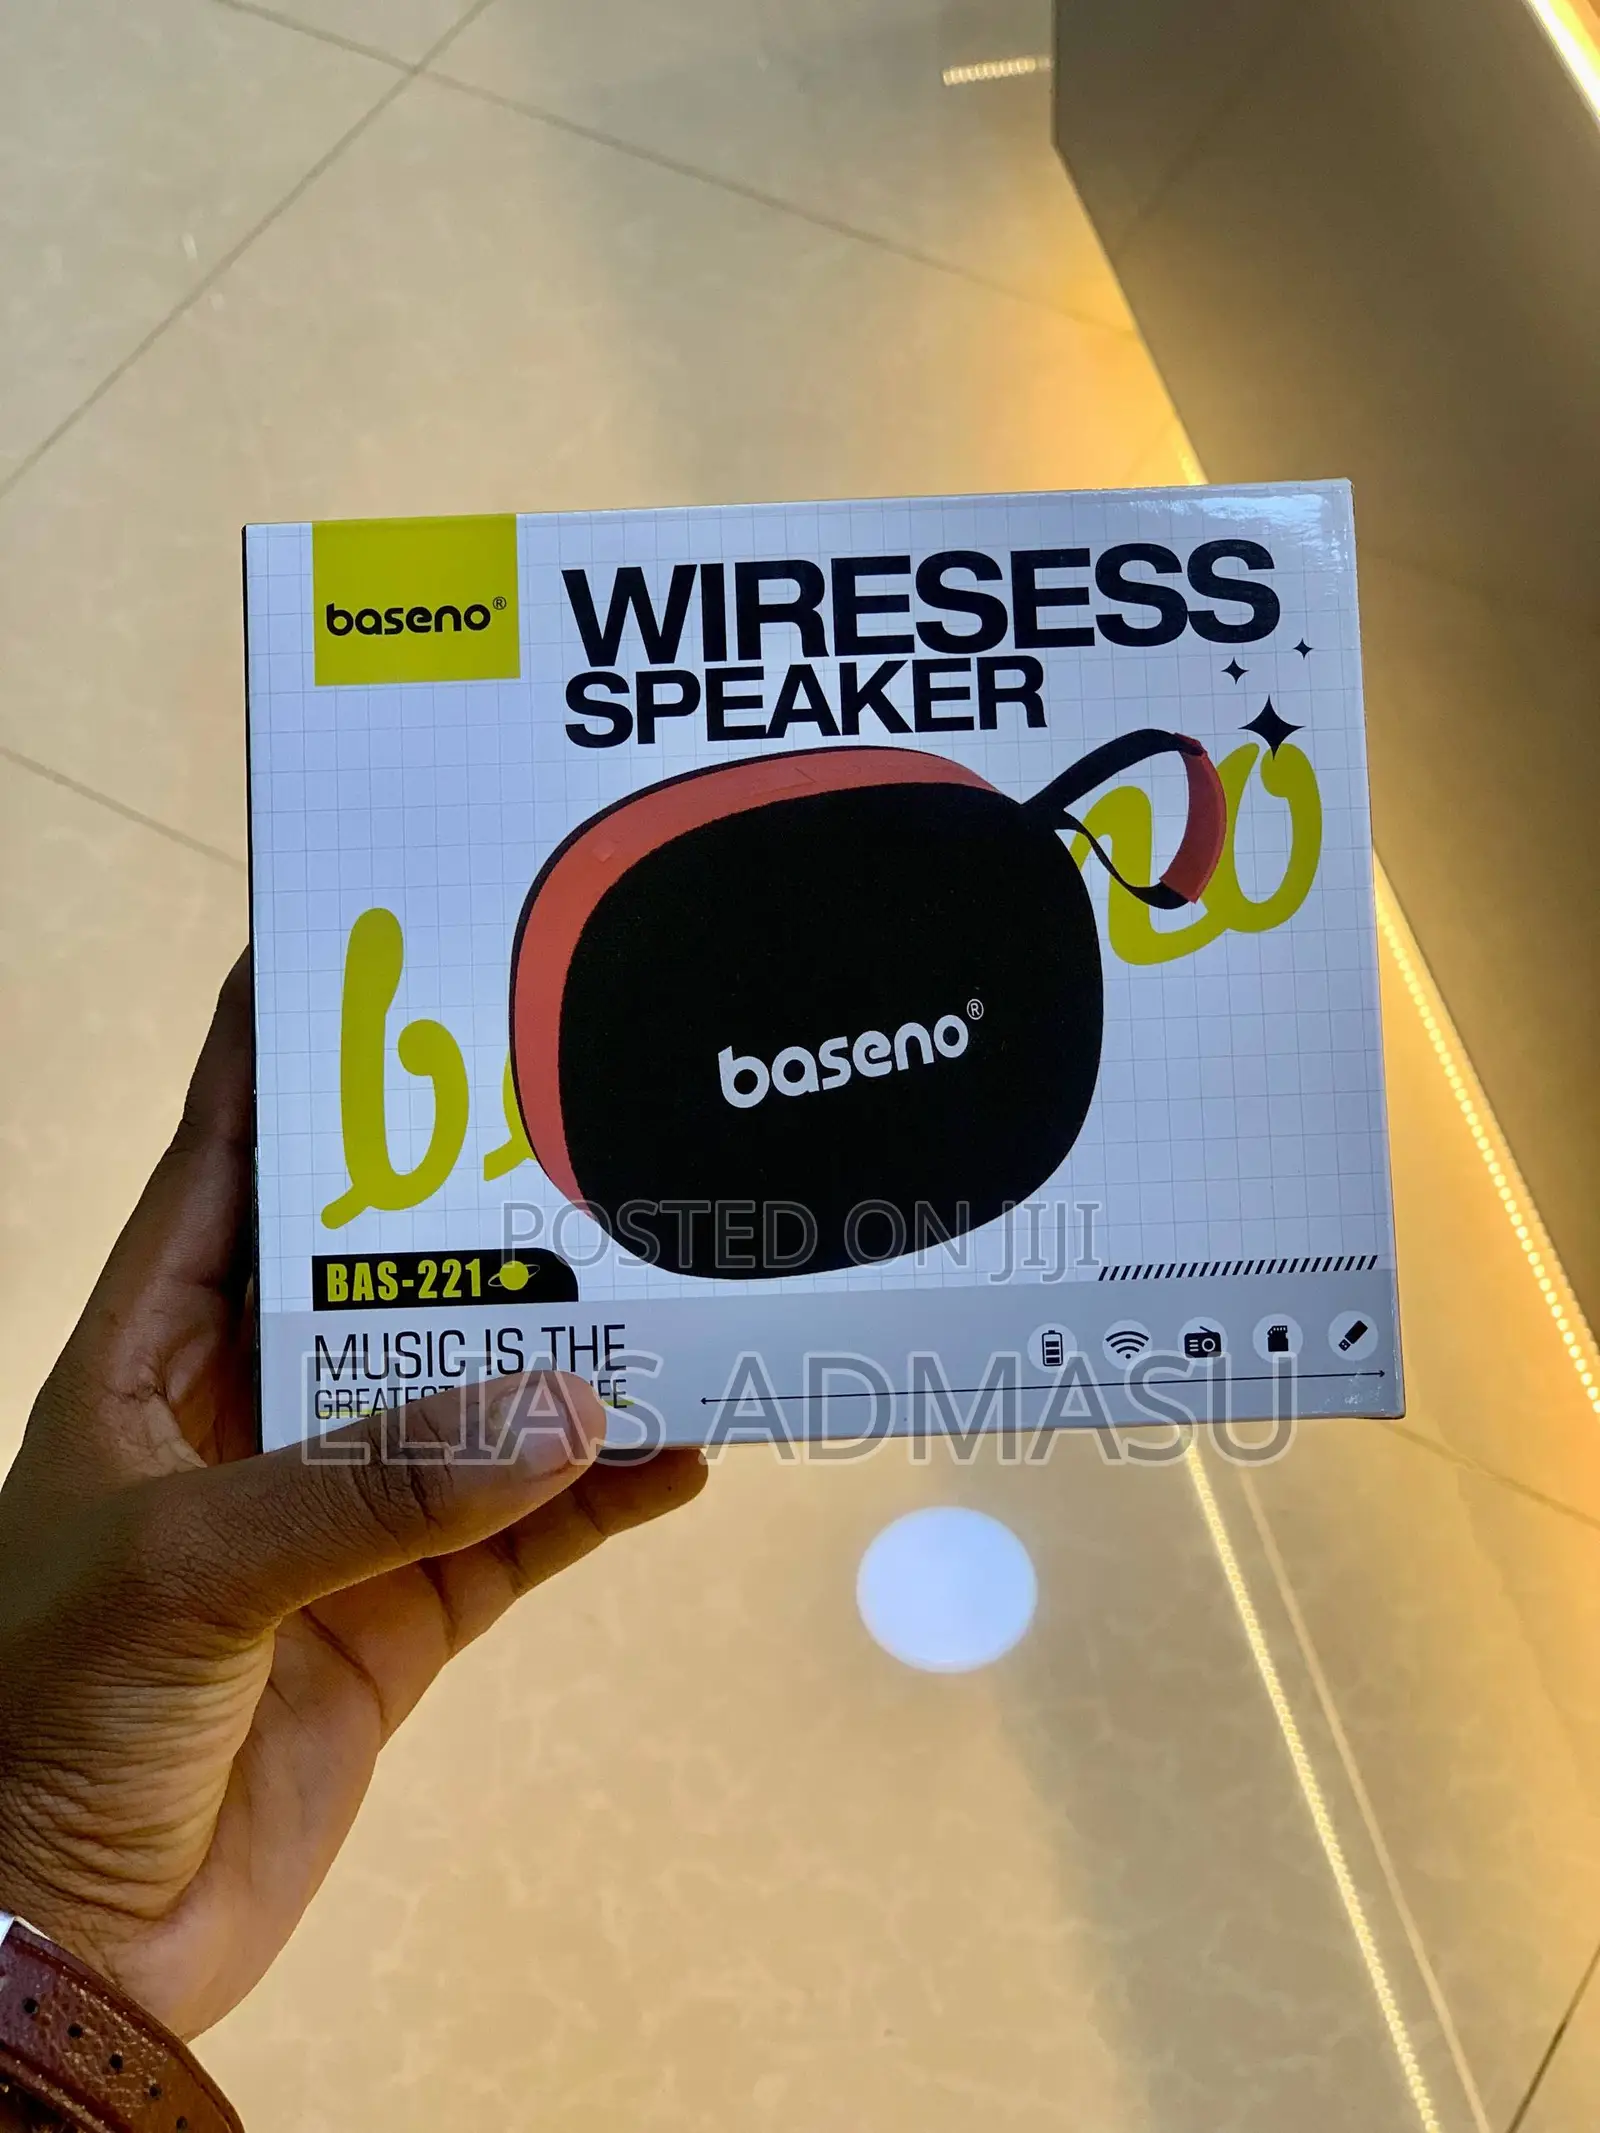 baseno®
WIRESESS
SPEAKER
baseno®
POSTED ON JIJI
BAS-221
MUSIC IS THE
ELIAS ADMASU